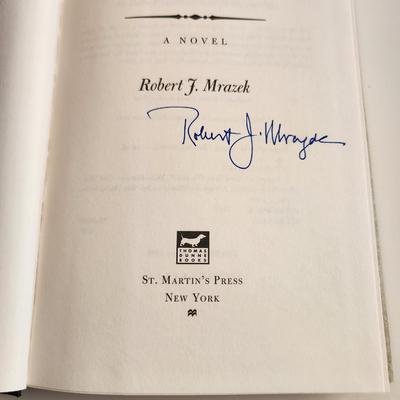 A NOVEL
Robert J. Mrazek
Robert J. Mrazek
THOMAS
DUNNE
BOOKS
ST. MARTIN'S PRESS
NEW YORK